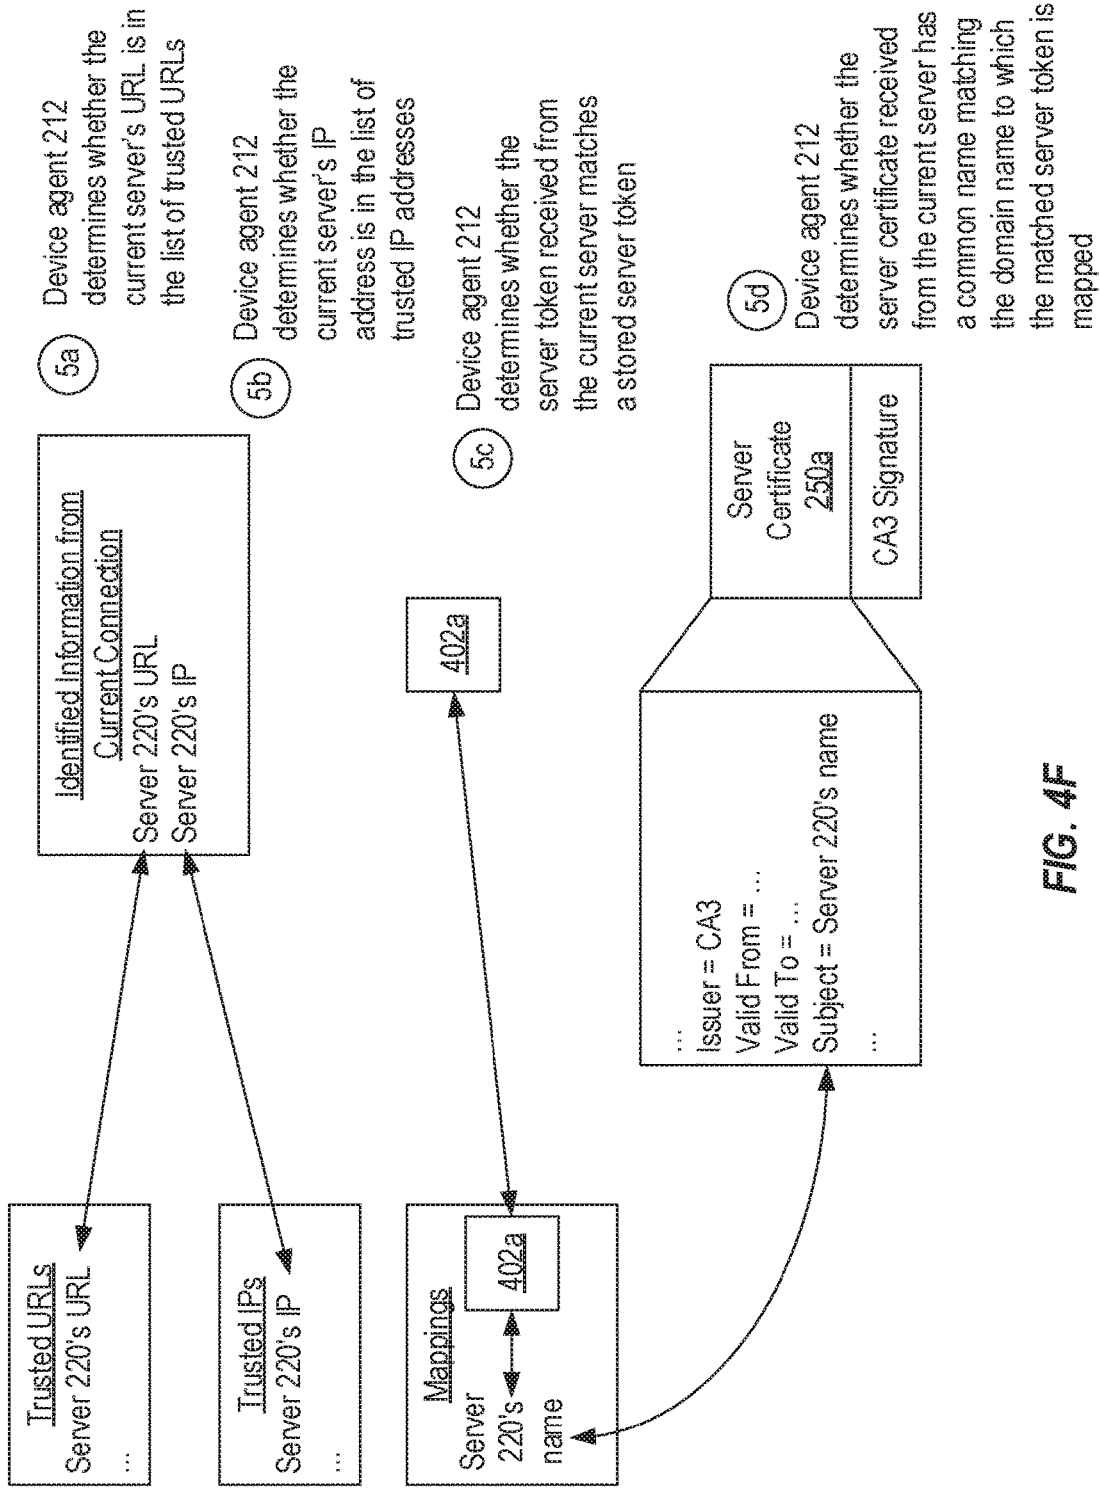 Trusted URLs
Server 220's URL
...
Trusted IPs
Server 220's IP
...
Mappings
Server
220's
name
402a
Identified Information from
Current Connection
Server 220's URL
Server 220's IP
402a
...
Issuer = CA3
Valid From = ...
Valid To = ...
Subject = Server 220's name
...
Server
Certificate
250a
CA3 Signature
5a
Device agent 212
determines whether the
current server's URL is in
the list of trusted URLs
5b
Device agent 212
determines whether the
current server's IP
address is in the list of
trusted IP addresses
5c
Device agent 212
determines whether the
server token received from
the current server matches
a stored server token
5d
Device agent 212
determines whether the
server certificate received
from the current server has
a common name matching
the domain name to which
the matched server token is
mapped
FIG. 4F